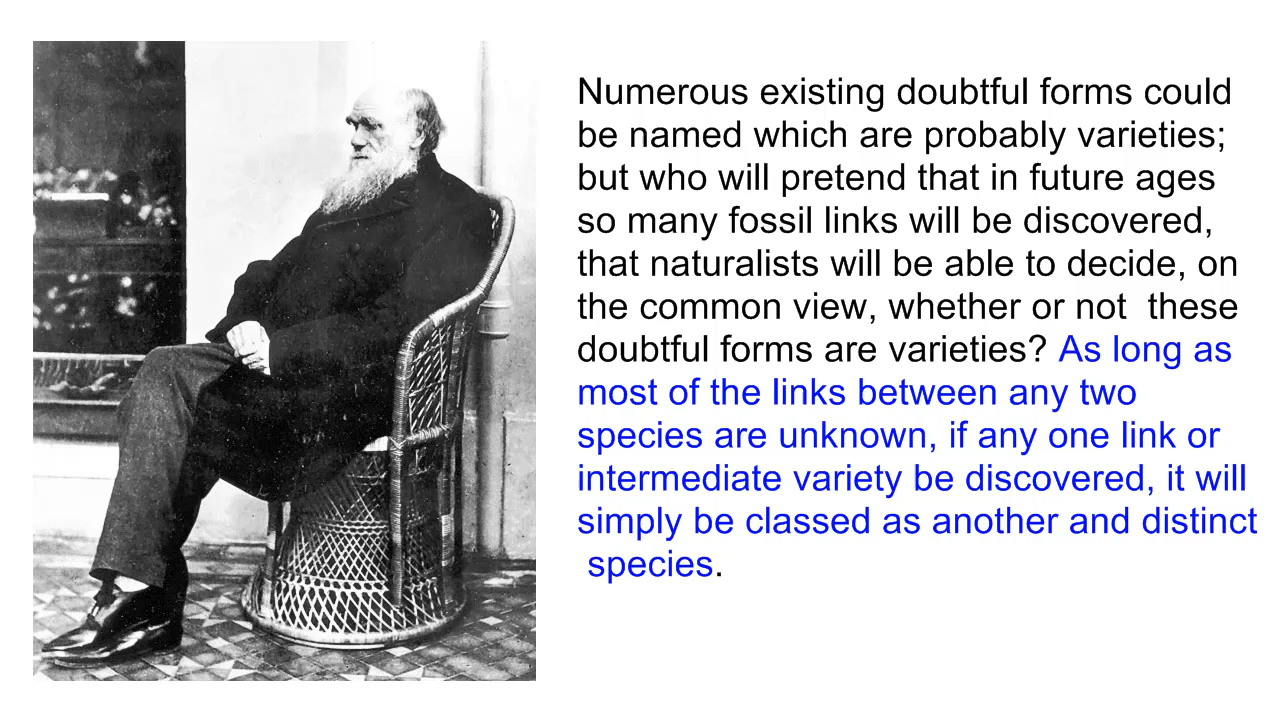 Numerous existing doubtful forms could
be named which are probably varieties;
but who will pretend that in future ages
so many fossil links will be discovered,
that naturalists will be able to decide, on
the common view, whether or not  these
doubtful forms are varieties? As long as
most of the links between any two
species are unknown, if any one link or
intermediate variety be discovered, it will
simply be classed as another and distinct
species.